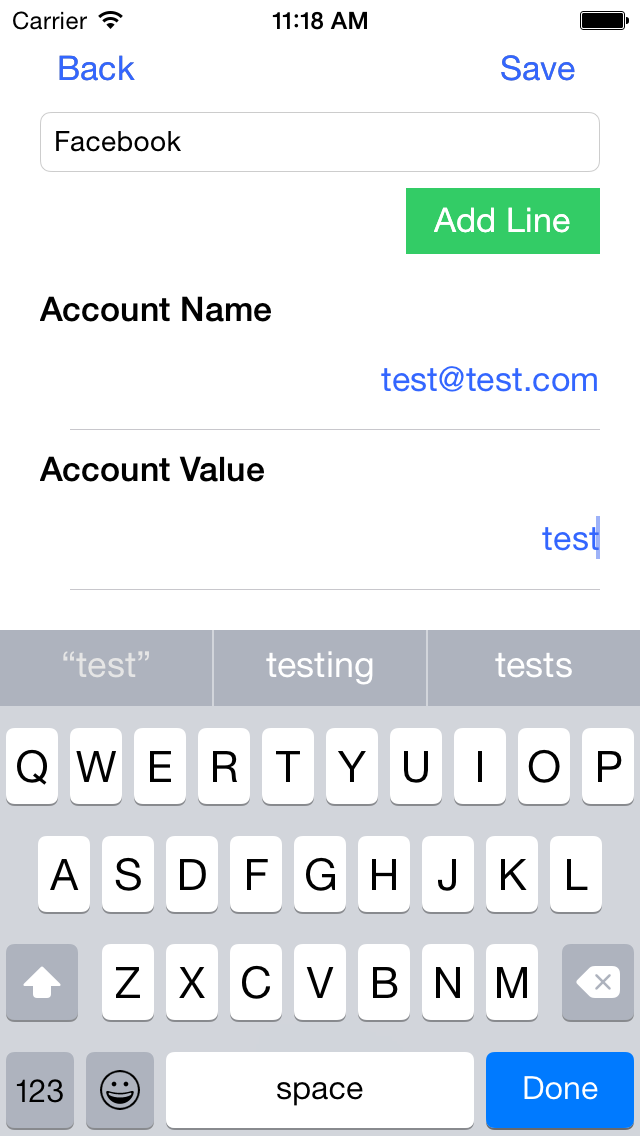 Carrier 11:18 AM
Back Save
Facebook
Add Line
Account Name
test@test.com
Account Value
test
“test” testing tests
Q W E R T Y U I O P
A S D F G H J K L
Z X C V B N M
123 space Done